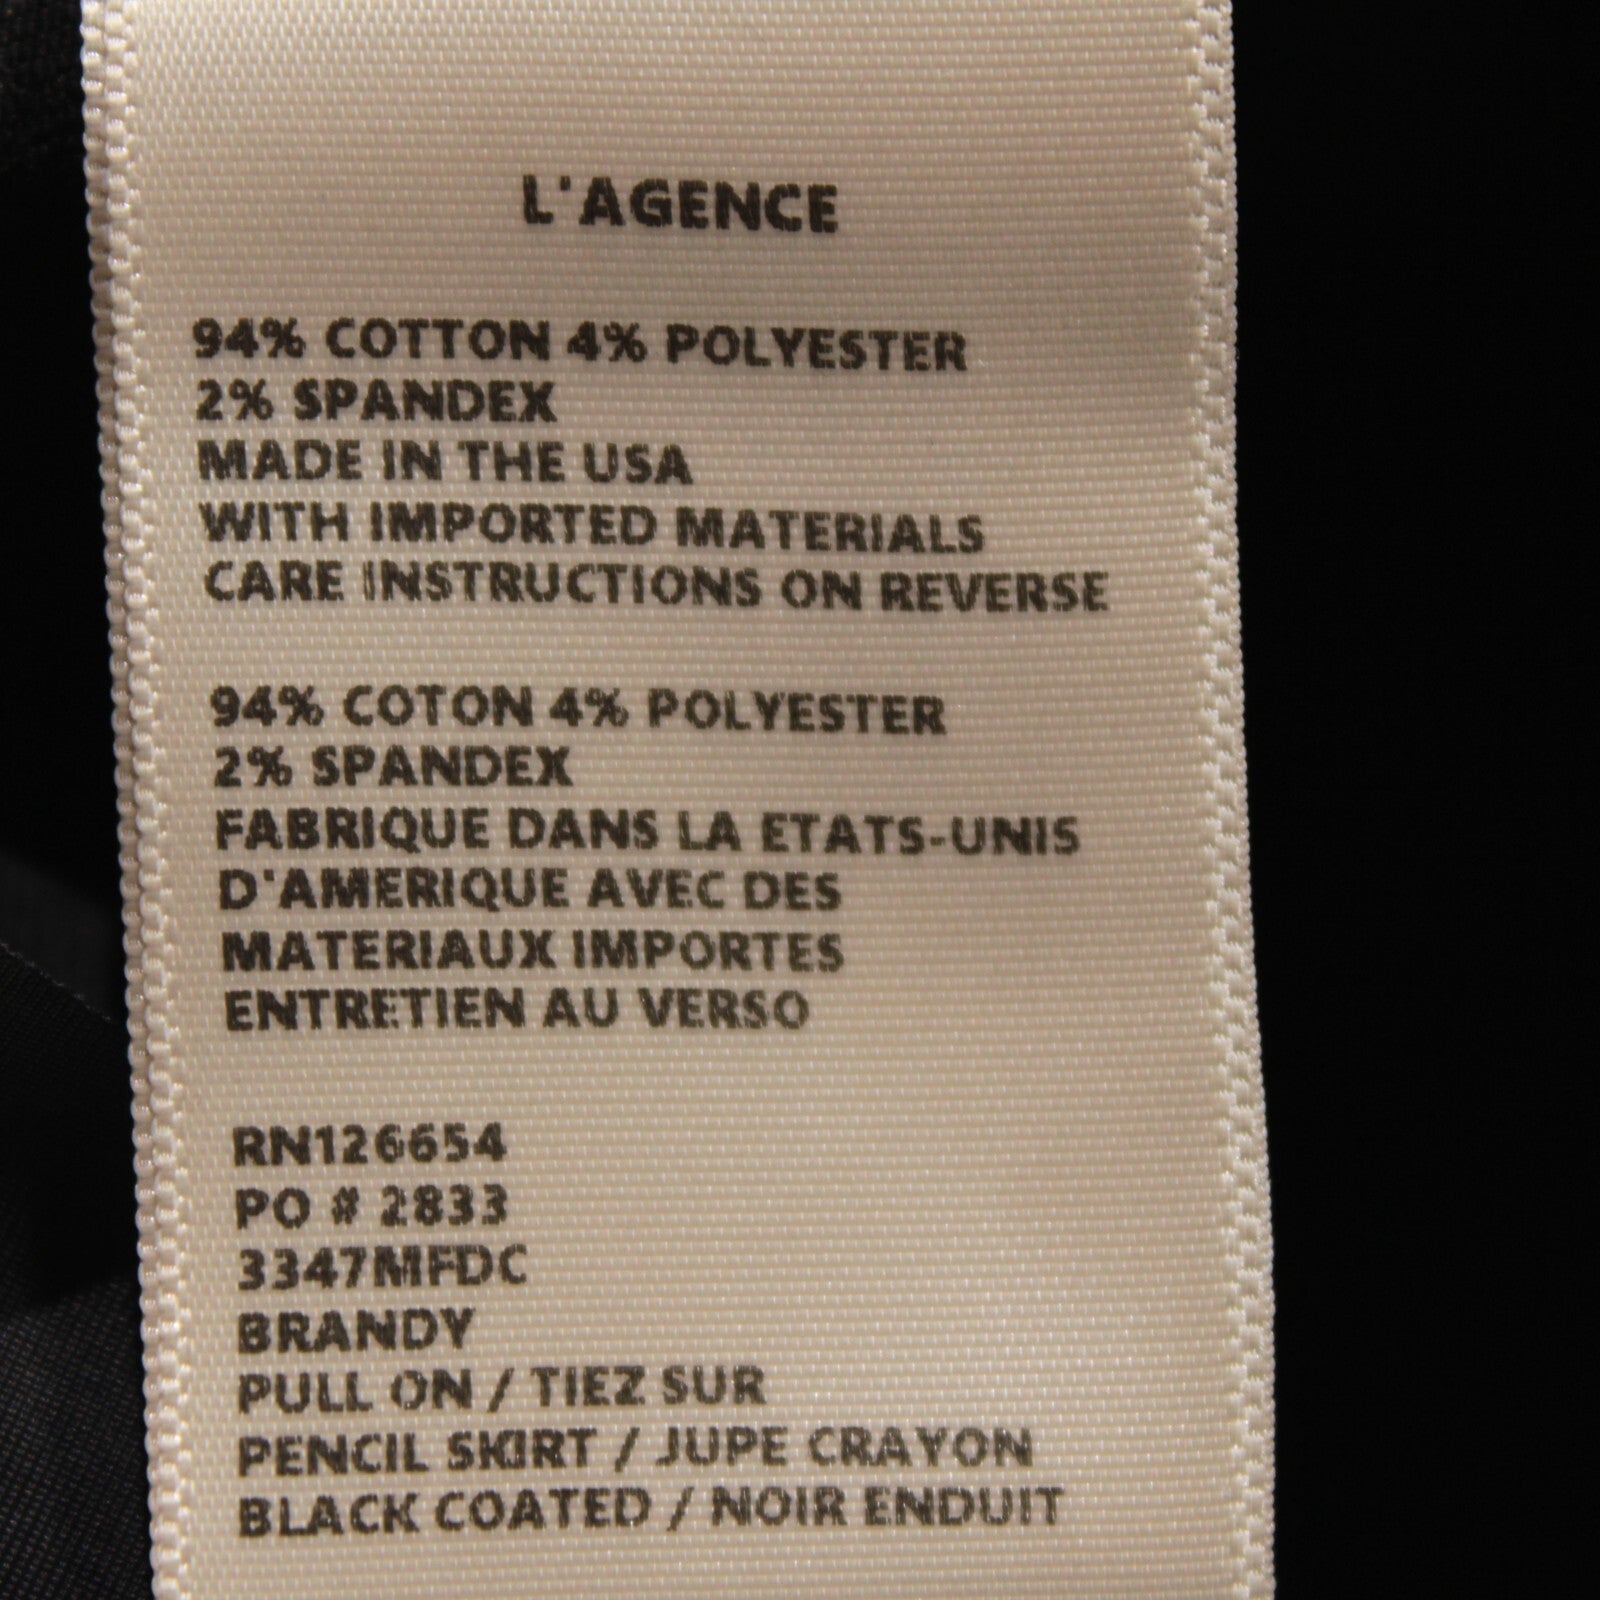 L'AGENCE
94% COTTON 4% POLYESTER
2% SPANDEX
MADE IN THE USA
WITH IMPORTED MATERIALS
CARE INSTRUCTIONS ON REVERSE
94% COTON 4% POLYESTER
2% SPANDEX
FABRIQUE DANS LA ETATS-UNIS
D'AMERIQUE AVEC DES
MATERIAUX IMPORTES
ENTRETIEN AU VERSO
RN126654
PO # 2833
3347MFDC
BRANDY
PULL ON / TIEZ SUR
PENCIL SKIRT / JUPE CRAYON
BLACK COATED / NOIR ENDUIT